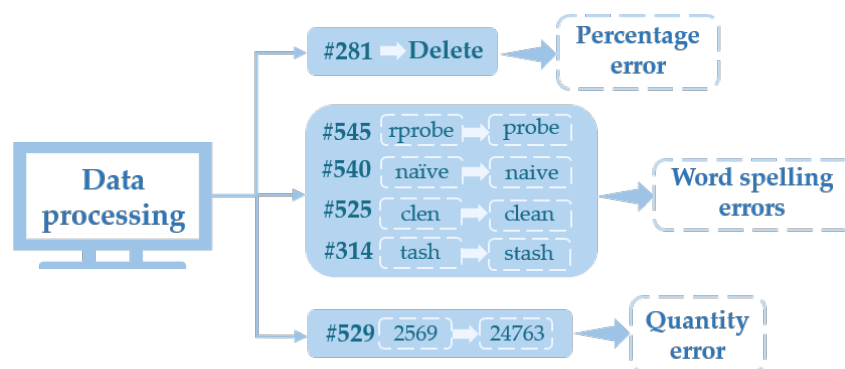 Data
processing
#281 Delete
Percentage
error
#545 rprobe probe
#540 naïve naive
#525 clen clean
#314 tash stash
Word spelling
errors
#529 2569 24763
Quantity
error